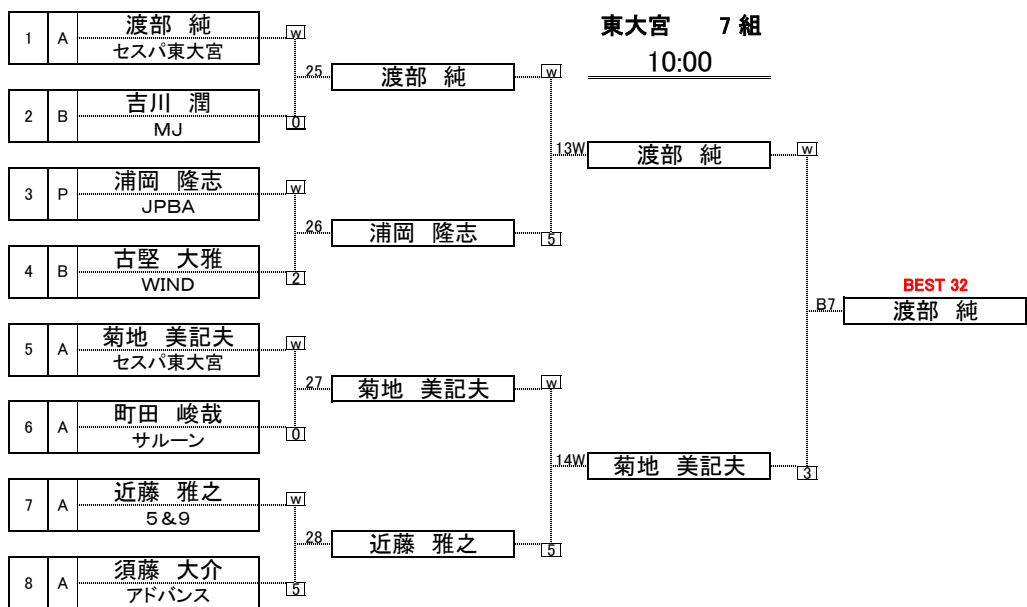 東大宮 7 組
10:00
1 A 渡部 純
セスパ東大宮
w
25 渡部 純 w
2 B 吉川 潤
MJ
0
13W 渡部 純 w
3 P 浦岡 隆志
JPBA
w
26 浦岡 隆志 5
4 B 古堅 大雅
WIND
2
BEST 32
B7 渡部 純
5 A 菊地 美記夫
セスパ東大宮
w
27 菊地 美記夫 w
6 A 町田 峻哉
サルーン
0
14W 菊地 美記夫 3
7 A 近藤 雅之
5&9
w
28 近藤 雅之 5
8 A 須藤 大介
アドバンス
5